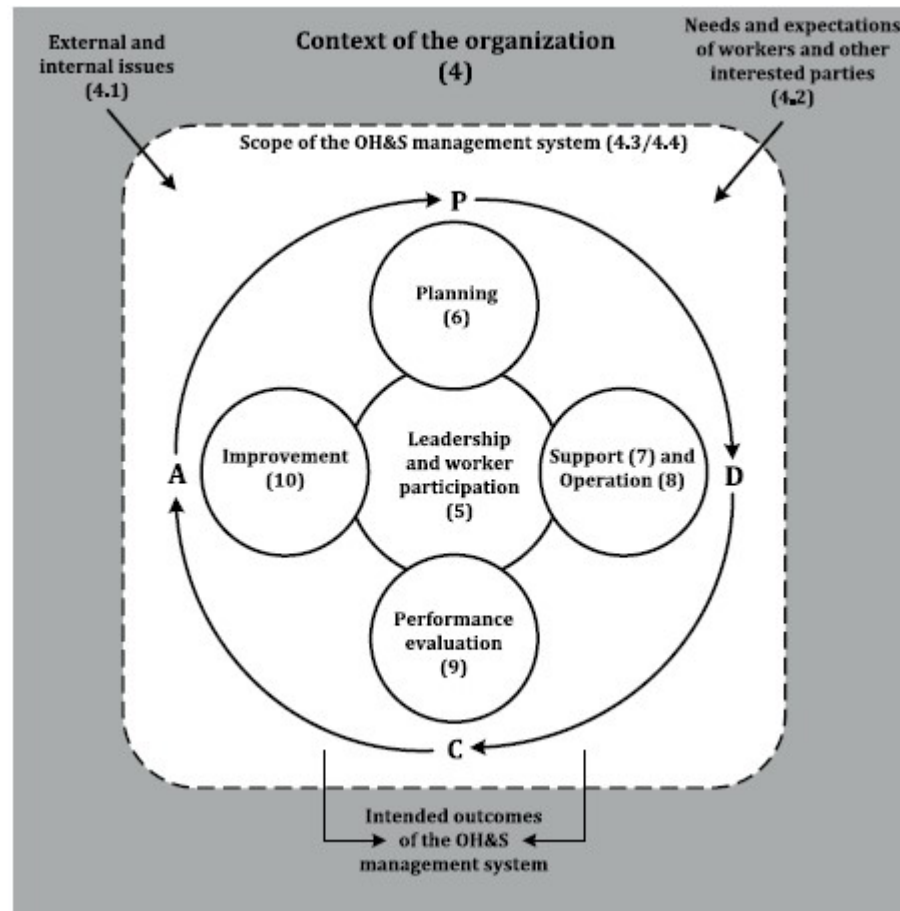 External and
internal issues
(4.1)
Context of the organization
(4)
Needs and expectations
of workers and other
interested parties
(4.2)
Scope of the OH&S management system (4.3/4.4)
P
Planning
(6)
A
Improvement
(10)
Leadership
and worker
participation
(5)
Support (7) and
Operation (8)
D
Performance
evaluation
(9)
C
Intended outcomes
of the OH&S
management system